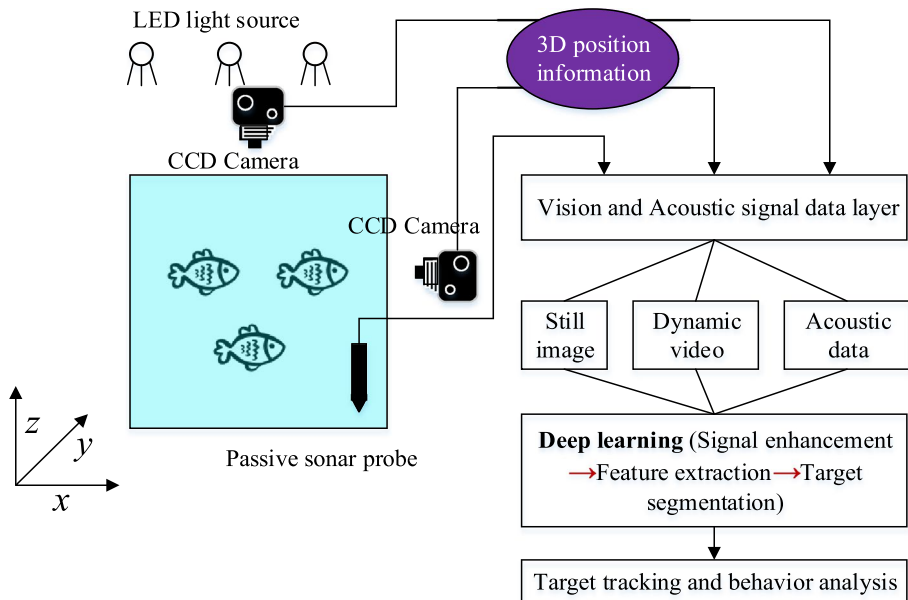 LED light source
3D position
information
CCD Camera
CCD Camera
Vision and Acoustic signal data layer
Still
image
Dynamic
video
Acoustic
data
z
y
x
Passive sonar probe
Deep learning (Signal enhancement
→Feature extraction→Target
segmentation)
Target tracking and behavior analysis